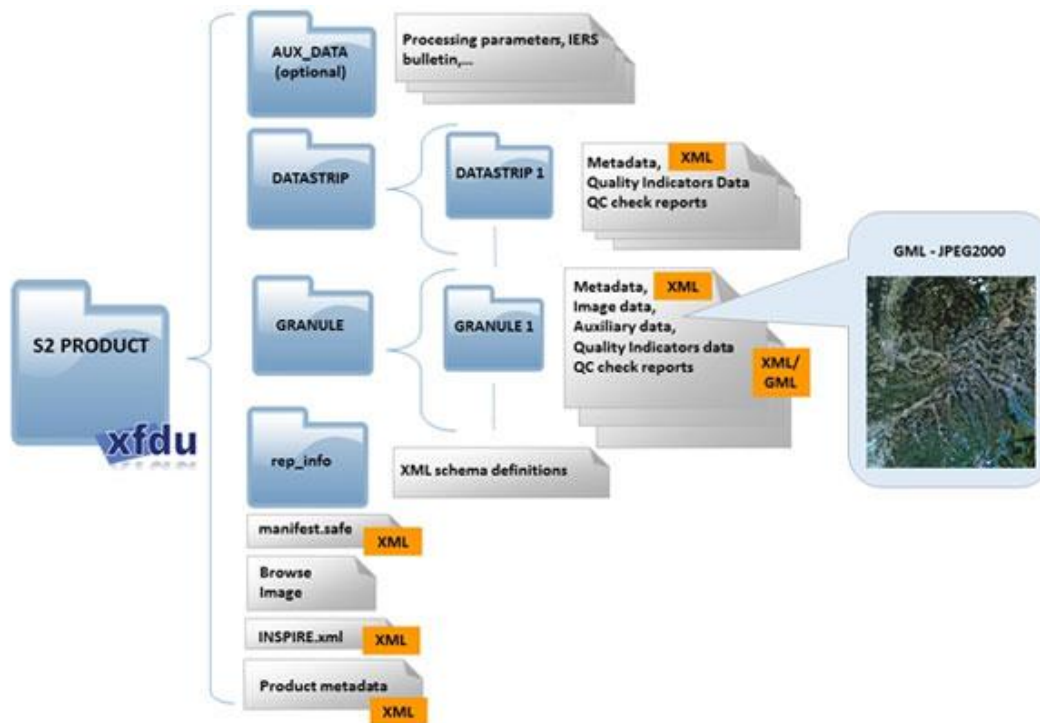 AUX_DATA
(optional)
Processing parameters, IERS
bulletin,...
DATASTRIP
DATASTRIP 1
Metadata,
XML
Quality Indicators Data
QC check reports
S2 PRODUCT
xfdu
GRANULE
GRANULE 1
Metadata,
XML
Image data,
Auxiliary data,
Quality Indicators data
QC check reports
XML/
GML
GML - JPEG2000
rep_info
XML schema definitions
manifest.safe
XML
Browse
Image
INSPIRE.xml
XML
Product metadata
XML